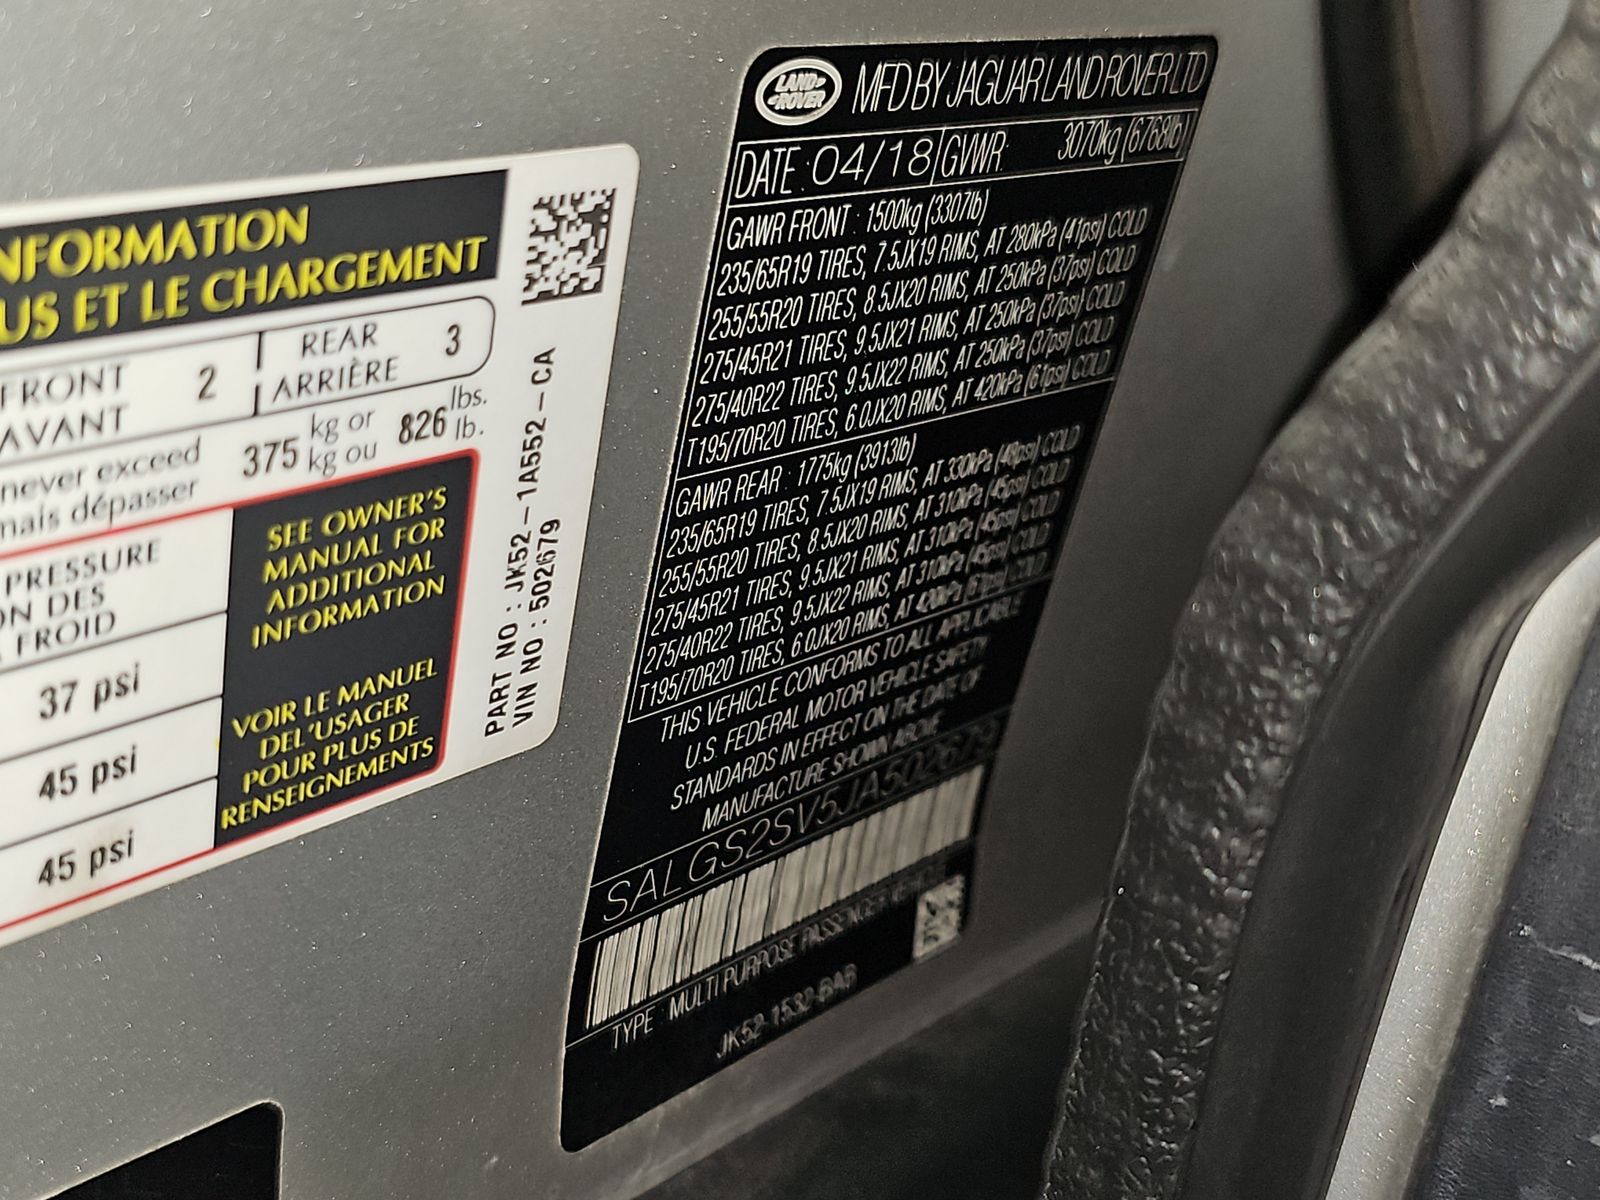 NFORMATION
US ET LE CHARGEMENT
FRONT 2 REAR 3
AVANT ARRIÈRE
never exceed 375 kg or 826 lbs.
mais dépasser kg ou lb.
PRESSURE
ON DES
FROID
37 psi
45 psi
45 psi
SEE OWNER'S
MANUAL FOR
ADDITIONAL
INFORMATION
VOIR LE MANUEL
DEL'USAGER
POUR PLUS DE
RENSEIGNEMENTS
PART NO : JK52-1A552-CA
VIN NO : 502679
LAND
ROVER
MFD BY JAGUAR LAND ROVER LTD
DATE : 04/18 GVWR: 3070kg (6768lb)
GAWR FRONT : 1500kg (3307lb)
235/65R19 TIRES, 7.5JX19 RIMS, AT 280kPa (41psi) COLD
255/55R20 TIRES, 8.5JX20 RIMS, AT 250kPa (37psi) COLD
275/45R21 TIRES, 9.5JX21 RIMS, AT 250kPa (37psi) COLD
275/40R22 TIRES, 9.5JX22 RIMS, AT 250kPa (37psi) COLD
T195/70R20 TIRES, 6.0JX20 RIMS, AT 420kPa (61psi) COLD
GAWR REAR : 1775kg (3913lb)
235/65R19 TIRES, 7.5JX19 RIMS, AT 330kPa (48psi) COLD
255/55R20 TIRES, 8.5JX20 RIMS, AT 310kPa (45psi) COLD
275/45R21 TIRES, 9.5JX21 RIMS, AT 310kPa (45psi) COLD
275/40R22 TIRES, 9.5JX22 RIMS, AT 310kPa (45psi) COLD
T195/70R20 TIRES, 6.0JX20 RIMS, AT 420kPa (61psi) COLD
THIS VEHICLE CONFORMS TO ALL APPLICABLE
U.S. FEDERAL MOTOR VEHICLE SAFETY
STANDARDS IN EFFECT ON THE DATE OF
MANUFACTURE SHOWN ABOVE
SALGS2SV5JA502679
TYPE : MULTI PURPOSE PASSENGER VEHICLE
JK52-1532-BAB